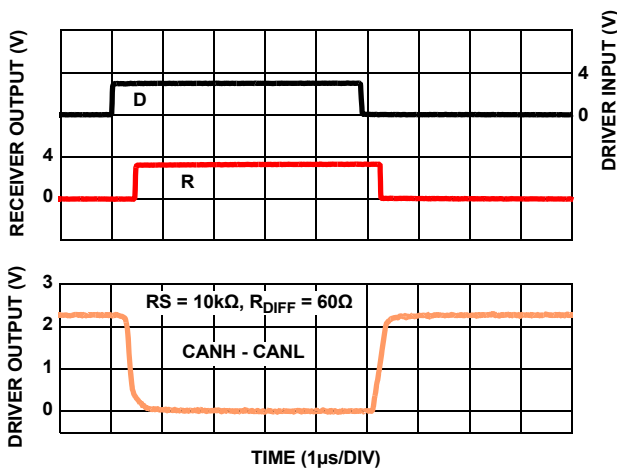 RECEIVER OUTPUT (V)
DRIVER INPUT (V)
4
0
D
4
0
R
DRIVER OUTPUT (V)
3
2
1
0
RS = 10kΩ, RDIFF = 60Ω
CANH - CANL
TIME (1µs/DIV)